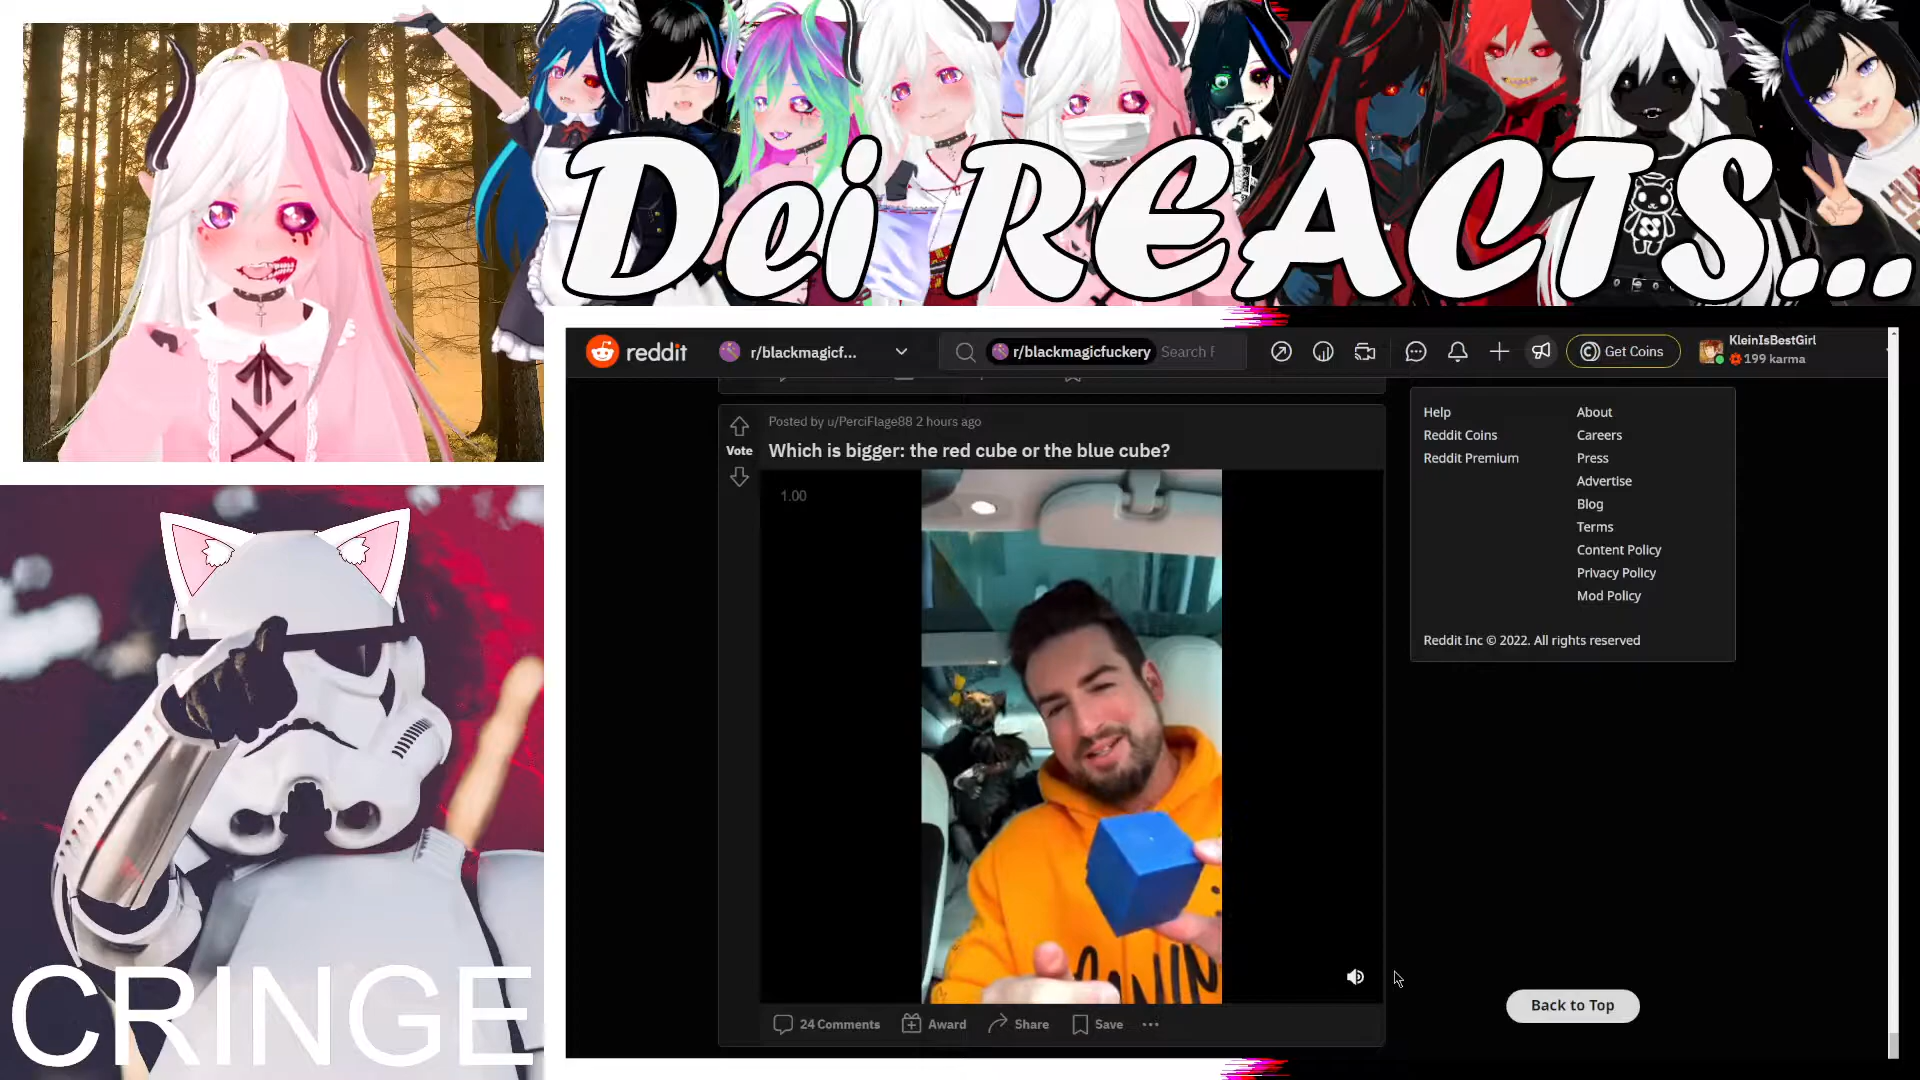 Dei REACTS...
reddit
r/blackmagicf...
r/blackmagicfuckery
Search f
Get Coins
KleinIsBestGirl
199 karma
Posted by u/PerciFlage88 2 hours ago
Vote
Which is bigger: the red cube or the blue cube?
1.00
24 Comments
Award
Share
Save
Help
Reddit Coins
Reddit Premium
About
Careers
Press
Advertise
Blog
Terms
Content Policy
Privacy Policy
Mod Policy
Reddit Inc © 2022. All rights reserved
Back to Top
CRINGE